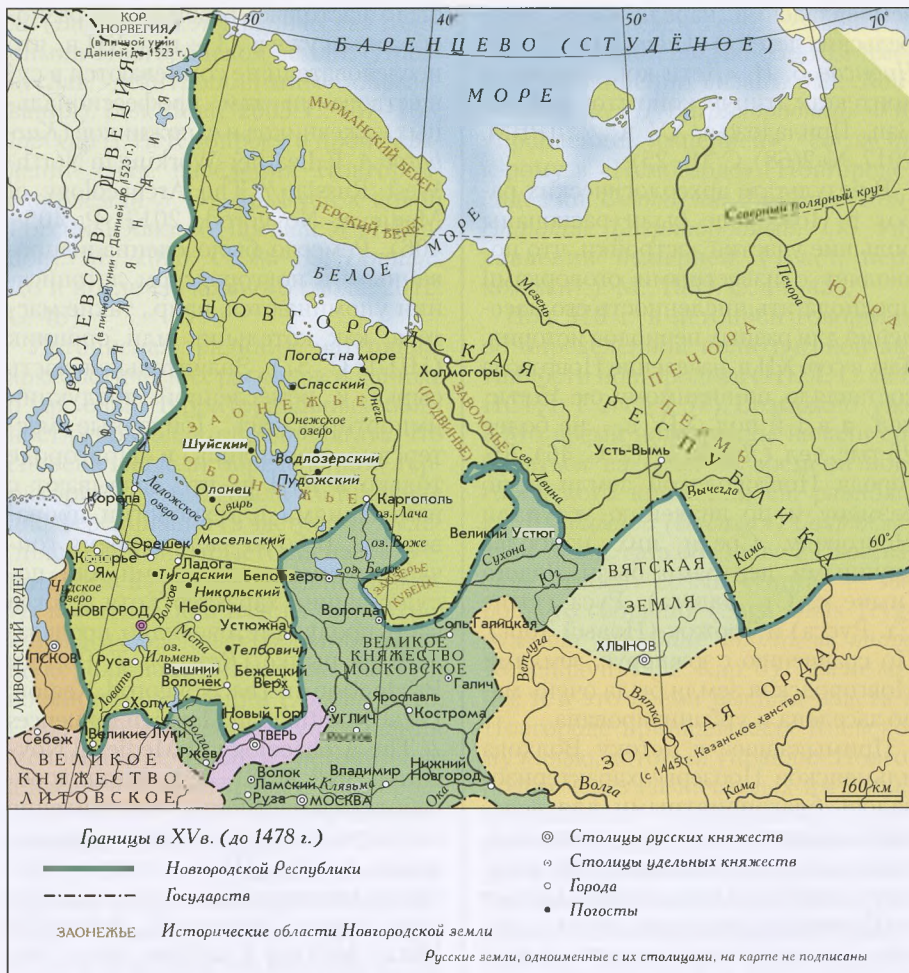 КОР.
НОРВЕГИЯ
(в личной унии
с Данией до 1523 г.)
30°
40°
50°
70°
БАРЕНЦЕВО (СТУДЁНОЕ)
МОРЕ
КОРОЛЕВСТВО ШВЕЦИЯ
(в личной унии с Данией до 1523 г.)
МУРМАНСКИЙ БЕРЕГ
ТЕРСКИЙ БЕРЕГ
БЕЛОЕ МОРЕ
Северный полярный круг
Мезень
Печора
ЮГРА
НОВГОРОДСКАЯ РЕСПУБЛИКА
ПЕЧОРА
ПЕРМЬ
Погост на море
Холмогоры
Спасский
Онега
ЗАОНЕЖЬЕ
Онежское
озеро
ЗАВОЛОЧЬЕ
(ПОДВИНЬЕ)
Сев. Двина
Шуйский
Водлозерский
Усть-Вымь
ОБОНЕЖЬЕ
Пудожский
Вычегда
Корела
Ладожское
озеро
Олонец
Свирь
Каргополь
оз. Лача
Орешек
Мосельский
оз. Воже
Великий Устюг
60°
Копорье
Ладога
Сухона
Кама
Ям
Тигодский
Белоозеро
оз. Белое
ЗАОЗЕРЬЕ
КУБЕНА
Юг
ВЯТСКАЯ
ЗЕМЛЯ
Чудское
озеро
Никольский
ЛИВОНСКИЙ ОРДЕН
НОВГОРОД
Волхов
Неболчи
Вологда
Устюжна
Соль Галицкая
ХЛЫНОВ
ПСКОВ
Мста
ВЕЛИКОЕ
КНЯЖЕСТВО
МОСКОВСКОЕ
Ветлуга
Руса
оз.
Ильмень
Телбовичи
Вышний
Волочёк
Бежецкий
Верх
Галич
Вятка
Ловать
Ярославль
Холм
Новый Торг
УГЛИЧ
Кострома
ЗОЛОТАЯ ОРДА
(с 1445 г. Казанское ханство)
Себеж
Великие Луки
Волга
ТВЕРЬ
Ростов
Ржев
Нижний
Новгород
ВЕЛИКОЕ
КНЯЖЕСТВО
ЛИТОВСКОЕ
Волок
Ламский
Владимир
Клязьма
Руза
МОСКВА
Ока
Волга
Кама
160 км
Границы в XV в. (до 1478 г.)
Новгородской Республики
Государств
ЗАОНЕЖЬЕ Исторические области Новгородской земли
Столицы русских княжеств
Столицы удельных княжеств
Города
Погосты
Русские земли, одноименные с их столицами, на карте не подписаны